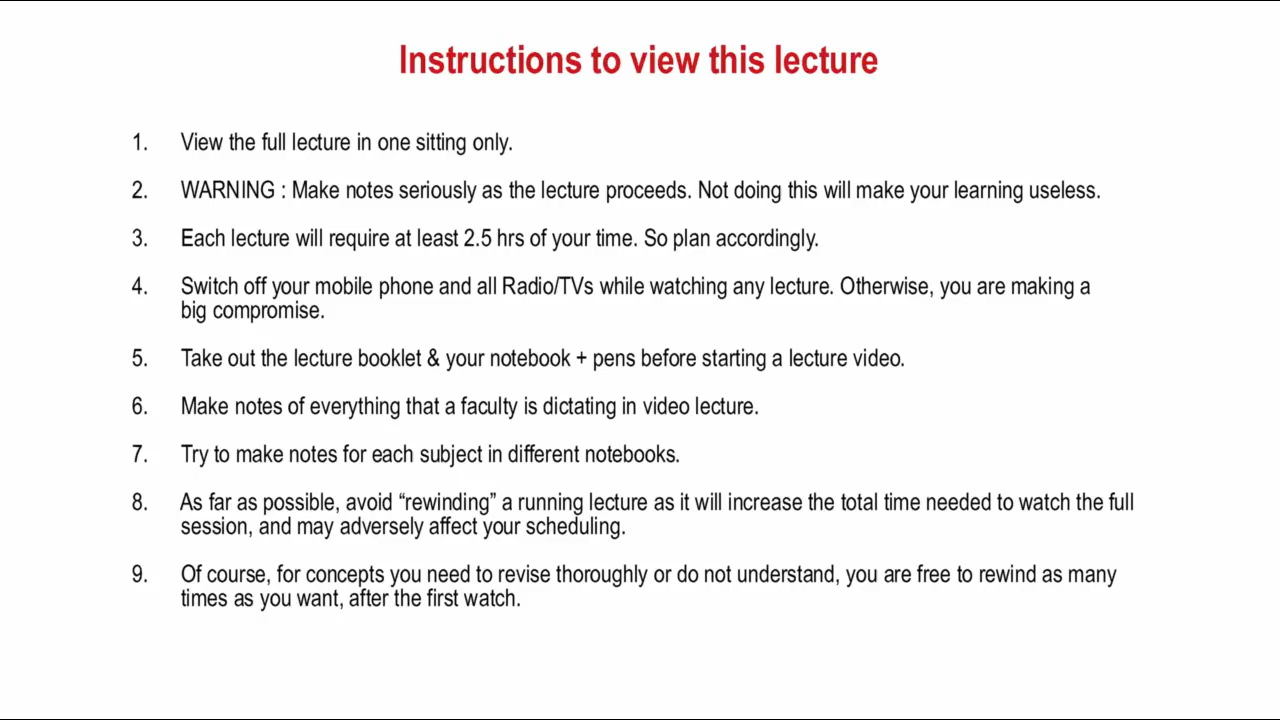 Instructions to view this lecture
1. View the full lecture in one sitting only.
2. WARNING : Make notes seriously as the lecture proceeds. Not doing this will make your learning useless.
3. Each lecture will require at least 2.5 hrs of your time. So plan accordingly.
4. Switch off your mobile phone and all Radio/TVs while watching any lecture. Otherwise, you are making a
big compromise.
5. Take out the lecture booklet & your notebook + pens before starting a lecture video.
6. Make notes of everything that a faculty is dictating in video lecture.
7. Try to make notes for each subject in different notebooks.
8. As far as possible, avoid “rewinding” a running lecture as it will increase the total time needed to watch the full
session, and may adversely affect your scheduling.
9. Of course, for concepts you need to revise thoroughly or do not understand, you are free to rewind as many
times as you want, after the first watch.